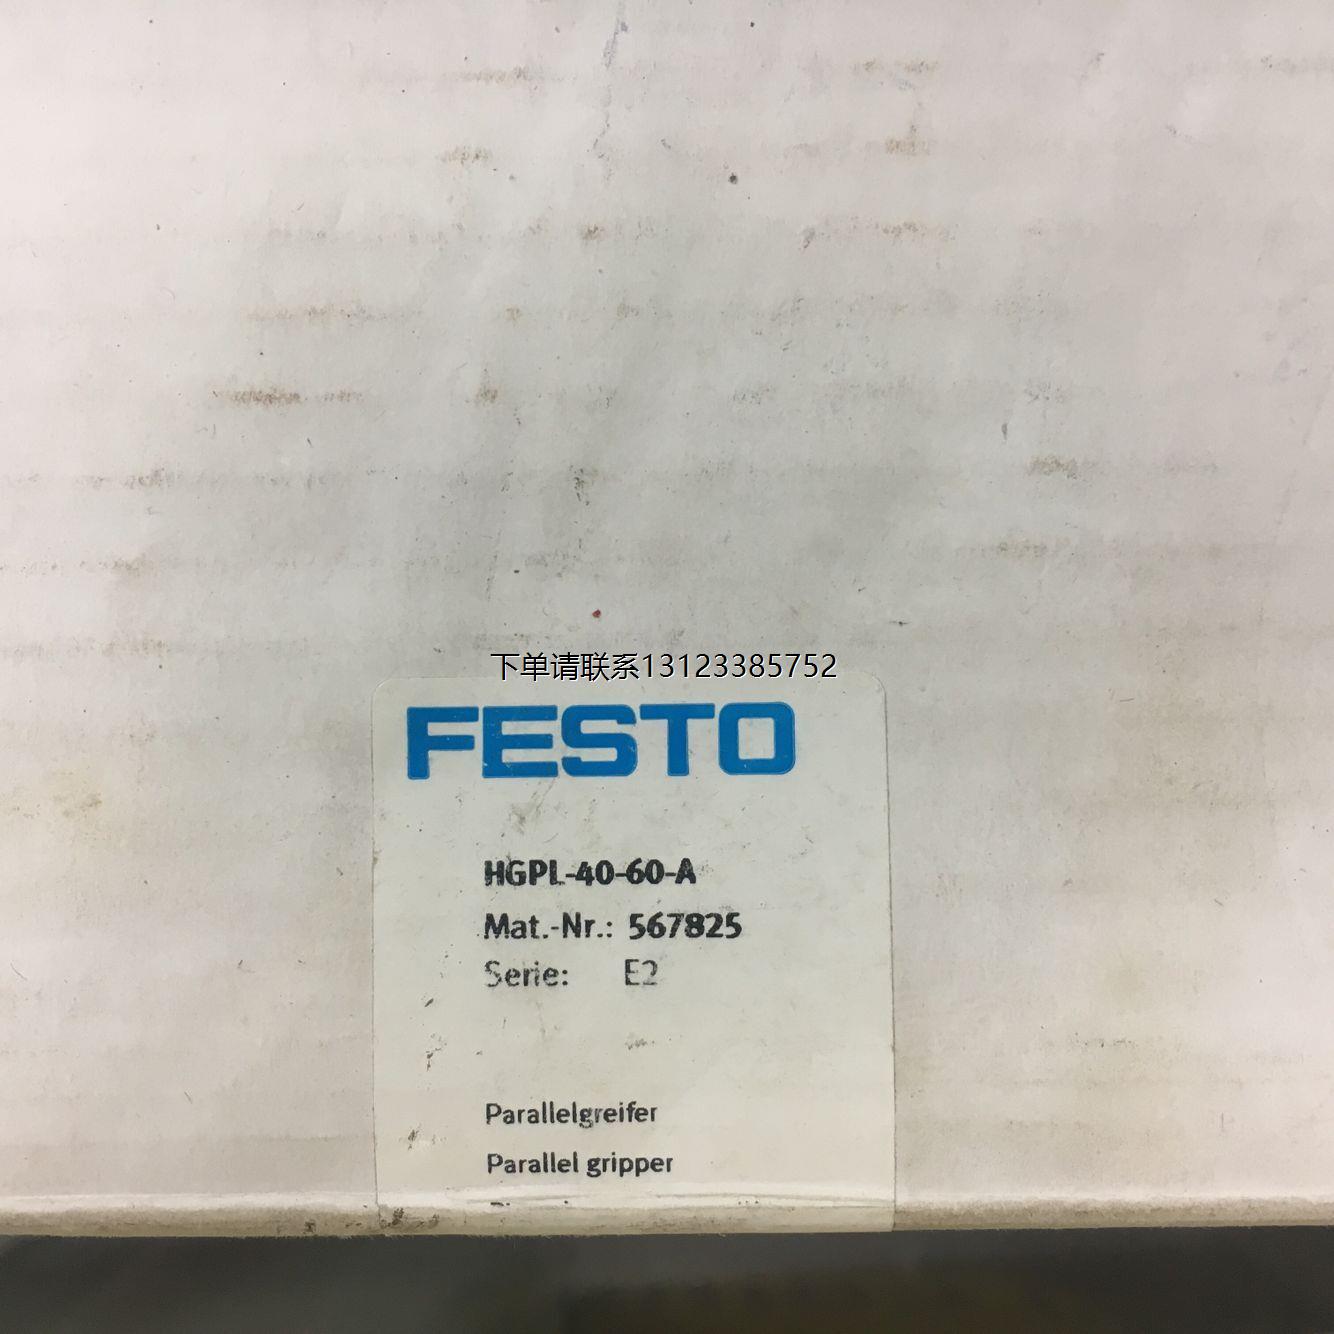 下单请联系13123385752
FESTO
HGPL-40-60-A
Mat.-Nr.: 567825
Serie: E2
Parallelgreifer
Parallel gripper